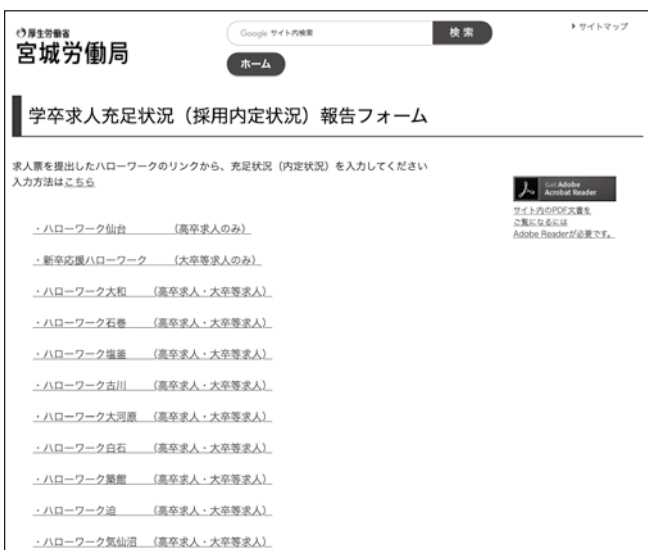 厚生労働省
宮城労働局
Google サイト内検索
検 索
サイトマップ
ホーム
学卒求人充足状況（採用内定状況）報告フォーム
求人票を提出したハローワークのリンクから、充足状況（内定状況）を入力してください
入力方法はこちら
Get Adobe
Acrobat Reader
サイト内のPDF文書を
ご覧になるには
Adobe Readerが必要です。
・ハローワーク仙台　　　（高卒求人のみ）
・新卒応援ハローワーク　　（大卒等求人のみ）
・ハローワーク大和　　（高卒求人・大卒等求人）
・ハローワーク石巻　　（高卒求人・大卒等求人）
・ハローワーク塩釜　　（高卒求人・大卒等求人）
・ハローワーク古川　　（高卒求人・大卒等求人）
・ハローワーク大河原　（高卒求人・大卒等求人）
・ハローワーク白石　　（高卒求人・大卒等求人）
・ハローワーク築館　　（高卒求人・大卒等求人）
・ハローワーク迫　　　（高卒求人・大卒等求人）
・ハローワーク気仙沼　（高卒求人・大卒等求人）